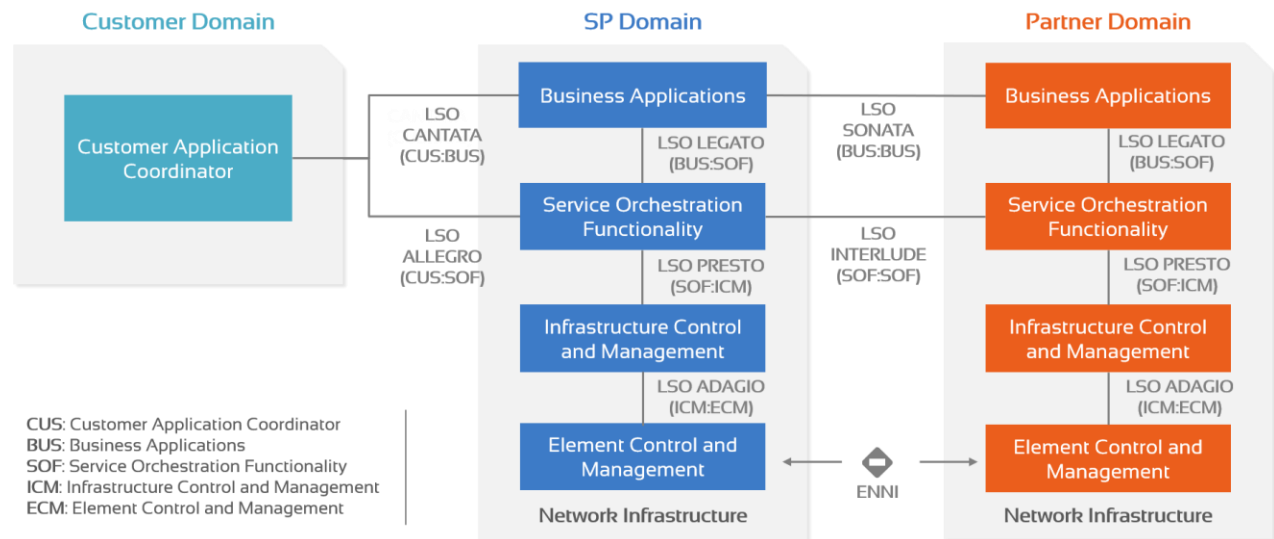 Customer Domain
SP Domain
Partner Domain
Customer Application
Coordinator
LSO
CANTATA
(CUS:BUS)
LSO
ALLEGRO
(CUS:SOF)
Business Applications
LSO LEGATO
(BUS:SOF)
Service Orchestration
Functionality
LSO PRESTO
(SOF:ICM)
Infrastructure Control
and Management
LSO ADAGIO
(ICM:ECM)
Element Control and
Management
Network Infrastructure
LSO
SONATA
(BUS:BUS)
LSO
INTERLUDE
(SOF:SOF)
ENNI
Business Applications
LSO LEGATO
(BUS:SOF)
Service Orchestration
Functionality
LSO PRESTO
(SOF:ICM)
Infrastructure Control
and Management
LSO ADAGIO
(ICM:ECM)
Element Control and
Management
Network Infrastructure
CUS: Customer Application Coordinator
BUS: Business Applications
SOF: Service Orchestration Functionality
ICM: Infrastructure Control and Management
ECM: Element Control and Management